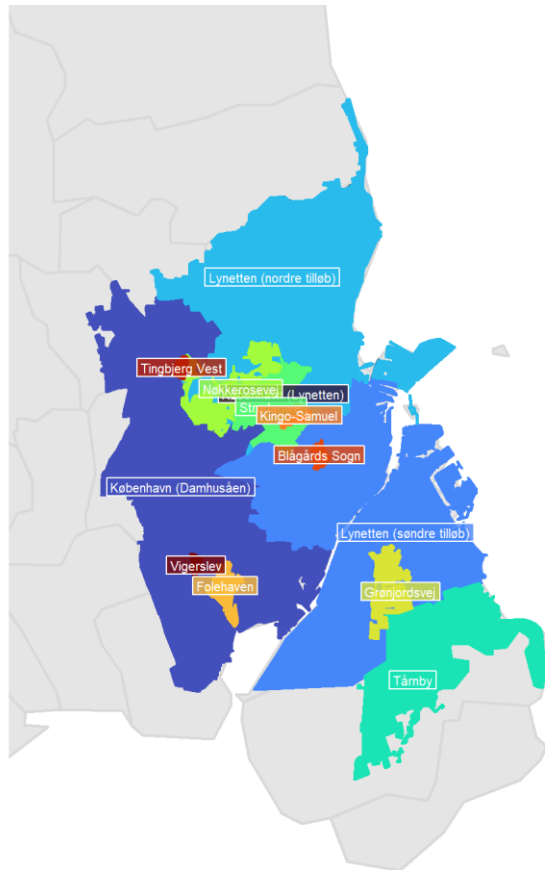 Lynetten (nordre tilløb)
Tingbjerg Vest
Nøkkerosevej
(Lynetten)
Kingo-Samuel
Blågårds Sogn
København (Damhusåen)
Lynetten (søndre tilløb)
Vigerslev
Folehaven
Grønjordsvej
Tårnby